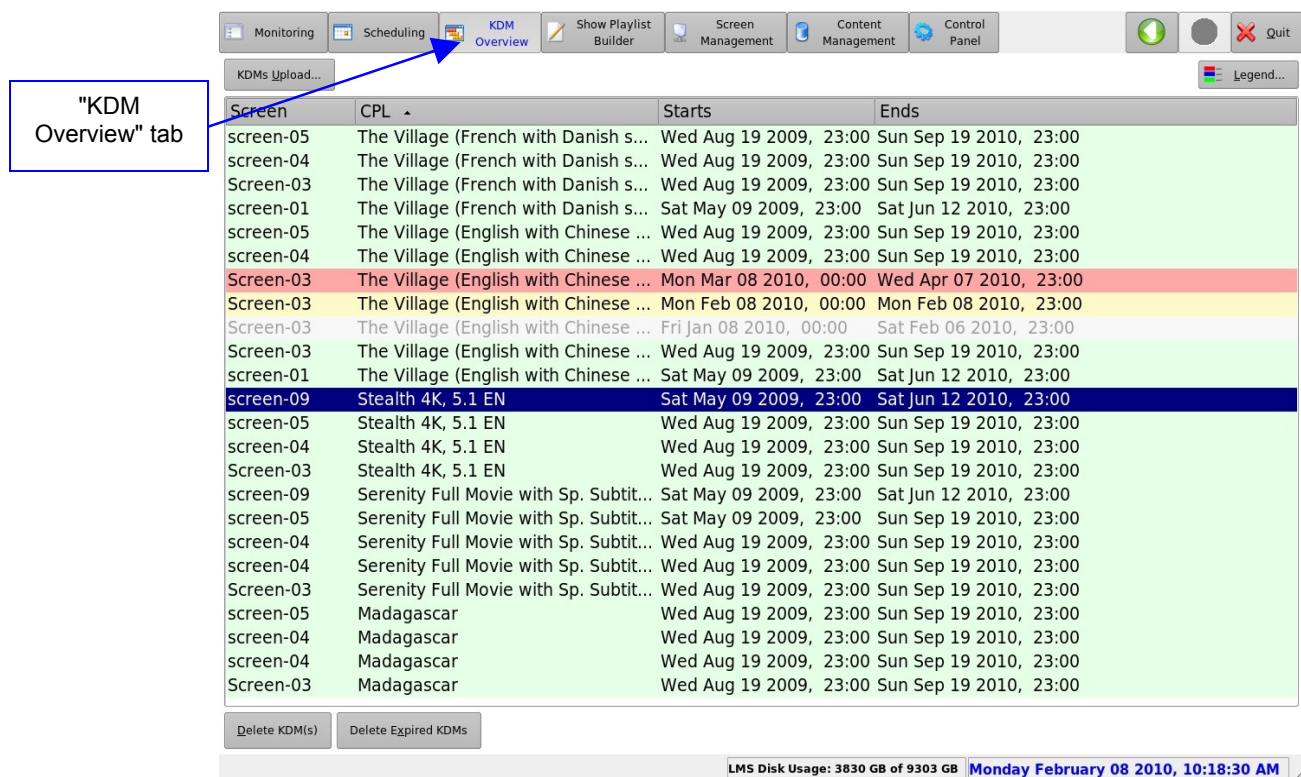 Monitoring Scheduling KDM Overview Show Playlist Builder Screen Management Content Management Control Panel Quit
KDMs Upload... Legend...
"KDM
Overview" tab
Screen CPL Starts Ends
screen-05 The Village (French with Danish s... Wed Aug 19 2009, 23:00 Sun Sep 19 2010, 23:00
screen-04 The Village (French with Danish s... Wed Aug 19 2009, 23:00 Sun Sep 19 2010, 23:00
Screen-03 The Village (French with Danish s... Wed Aug 19 2009, 23:00 Sun Sep 19 2010, 23:00
screen-01 The Village (French with Danish s... Sat May 09 2009, 23:00 Sat Jun 12 2010, 23:00
screen-05 The Village (English with Chinese ... Wed Aug 19 2009, 23:00 Sun Sep 19 2010, 23:00
screen-04 The Village (English with Chinese ... Wed Aug 19 2009, 23:00 Sun Sep 19 2010, 23:00
Screen-03 The Village (English with Chinese ... Mon Mar 08 2010, 00:00 Wed Apr 07 2010, 23:00
Screen-03 The Village (English with Chinese ... Mon Feb 08 2010, 00:00 Mon Feb 08 2010, 23:00
Screen-03 The Village (English with Chinese ... Fri Jan 08 2010, 00:00 Sat Feb 06 2010, 23:00
Screen-03 The Village (English with Chinese ... Wed Aug 19 2009, 23:00 Sun Sep 19 2010, 23:00
screen-01 The Village (English with Chinese ... Sat May 09 2009, 23:00 Sat Jun 12 2010, 23:00
screen-09 Stealth 4K, 5.1 EN Sat May 09 2009, 23:00 Sat Jun 12 2010, 23:00
screen-05 Stealth 4K, 5.1 EN Wed Aug 19 2009, 23:00 Sun Sep 19 2010, 23:00
screen-04 Stealth 4K, 5.1 EN Wed Aug 19 2009, 23:00 Sun Sep 19 2010, 23:00
Screen-03 Stealth 4K, 5.1 EN Wed Aug 19 2009, 23:00 Sun Sep 19 2010, 23:00
screen-09 Serenity Full Movie with Sp. Subtit... Sat May 09 2009, 23:00 Sat Jun 12 2010, 23:00
screen-05 Serenity Full Movie with Sp. Subtit... Sat May 09 2009, 23:00 Sun Sep 19 2010, 23:00
screen-04 Serenity Full Movie with Sp. Subtit... Wed Aug 19 2009, 23:00 Sun Sep 19 2010, 23:00
screen-04 Serenity Full Movie with Sp. Subtit... Wed Aug 19 2009, 23:00 Sun Sep 19 2010, 23:00
Screen-03 Serenity Full Movie with Sp. Subtit... Wed Aug 19 2009, 23:00 Sun Sep 19 2010, 23:00
screen-05 Madagascar Wed Aug 19 2009, 23:00 Sun Sep 19 2010, 23:00
screen-04 Madagascar Wed Aug 19 2009, 23:00 Sun Sep 19 2010, 23:00
screen-04 Madagascar Wed Aug 19 2009, 23:00 Sun Sep 19 2010, 23:00
Screen-03 Madagascar Wed Aug 19 2009, 23:00 Sun Sep 19 2010, 23:00
Delete KDM(s) Delete Expired KDMs
LMS Disk Usage: 3830 GB of 9303 GB Monday February 08 2010, 10:18:30 AM